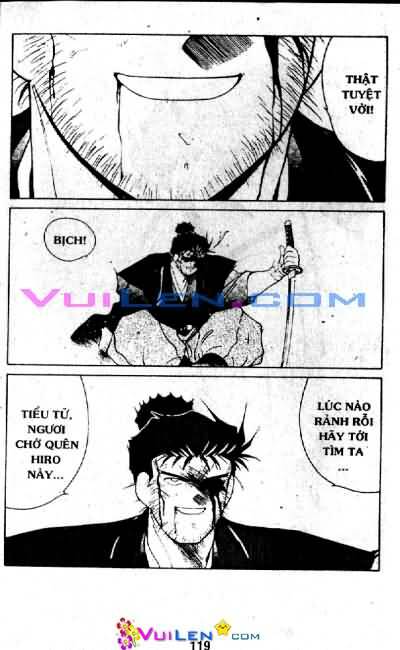 THẬT
TUYỆT
VỜI!
BỊCH!
VUILEN.COM
LÚC NÀO
RẢNH RỖI
HÃY TỚI
TÌM TA
...
TIỂU TỬ,
NGƯƠI
CHỚ QUÊN
HIRO
NÀY...
VUILEN.COM
119